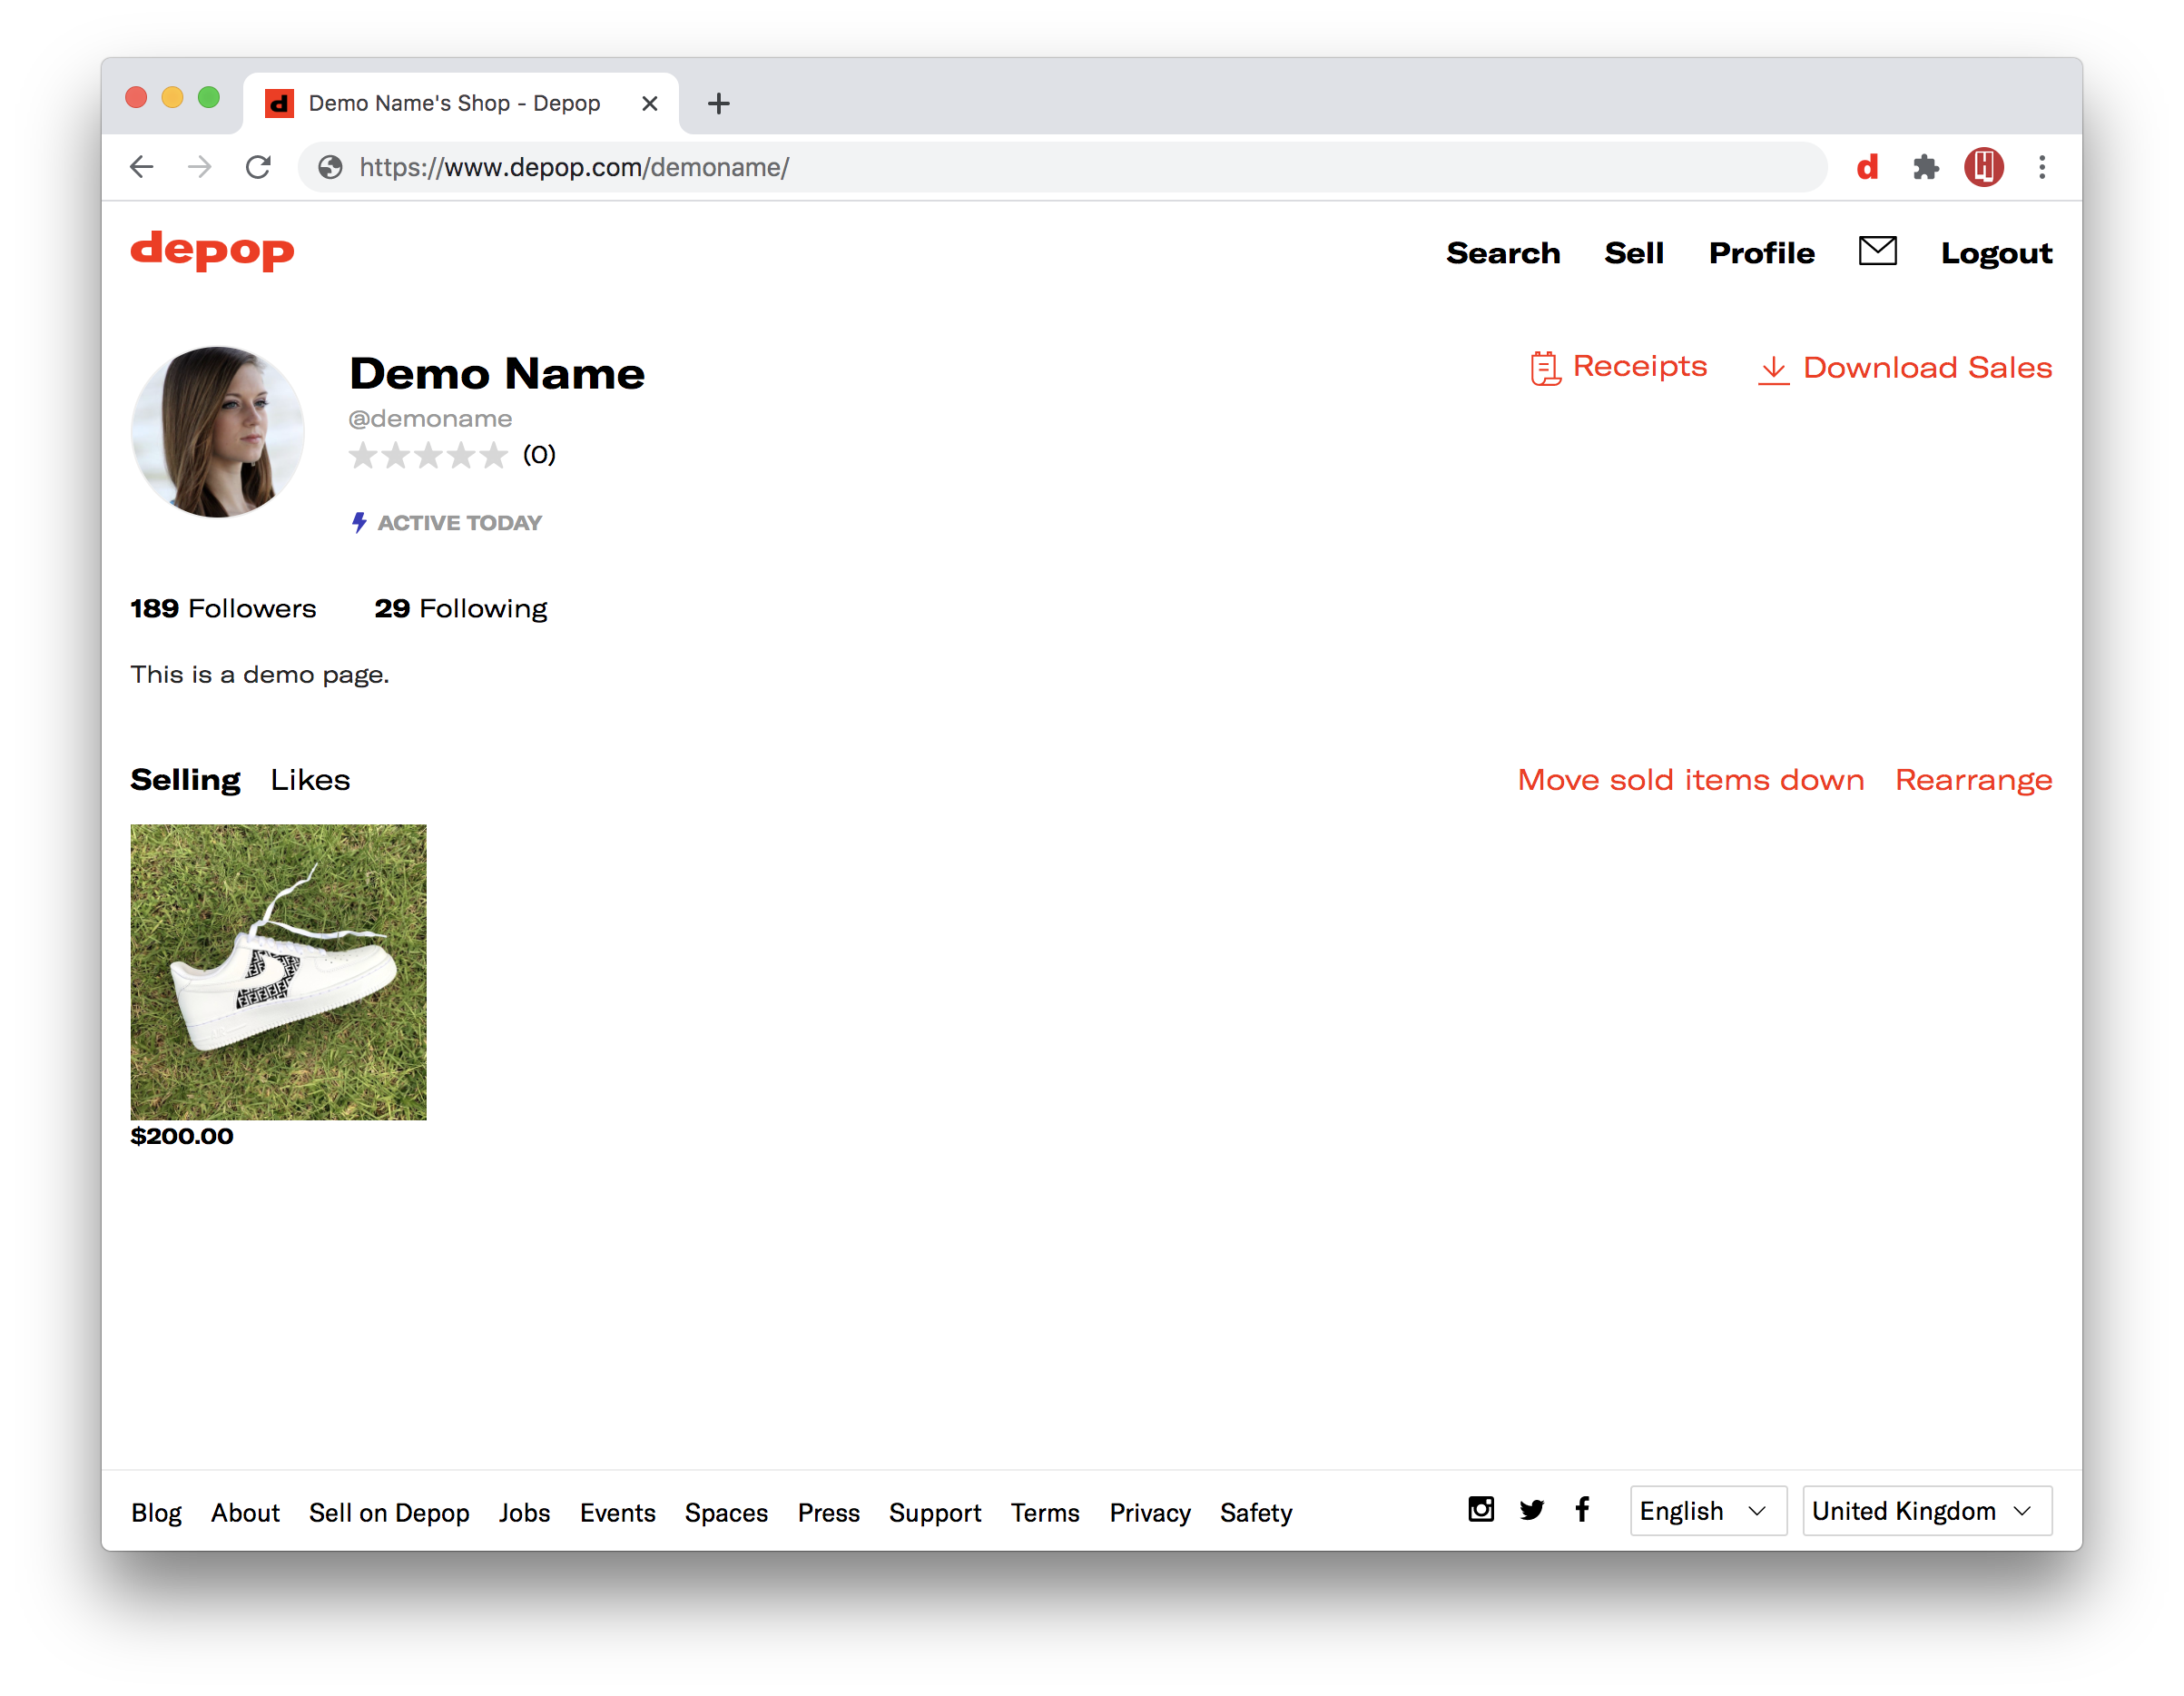 Demo Name's Shop - Depop
https://www.depop.com/demoname/
d
depop
Search Sell Profile Logout
Demo Name
Receipts Download Sales
@demoname
(0)
ACTIVE TODAY
189 Followers 29 Following
This is a demo page.
Selling Likes Move sold items down Rearrange
$200.00
Blog About Sell on Depop Jobs Events Spaces Press Support Terms Privacy Safety English United Kingdom